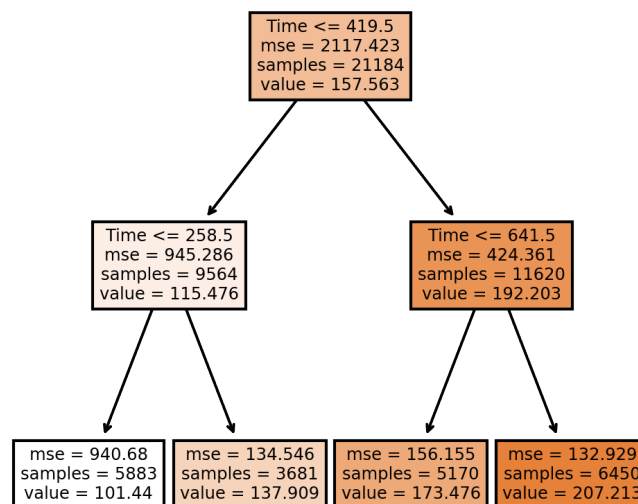 Time <= 419.5
mse = 2117.423
samples = 21184
value = 157.563
Time <= 258.5
mse = 945.286
samples = 9564
value = 115.476
Time <= 641.5
mse = 424.361
samples = 11620
value = 192.203
mse = 940.68
samples = 5883
value = 101.44
mse = 134.546
samples = 3681
value = 137.909
mse = 156.155
samples = 5170
value = 173.476
mse = 132.929
samples = 6450
value = 207.215